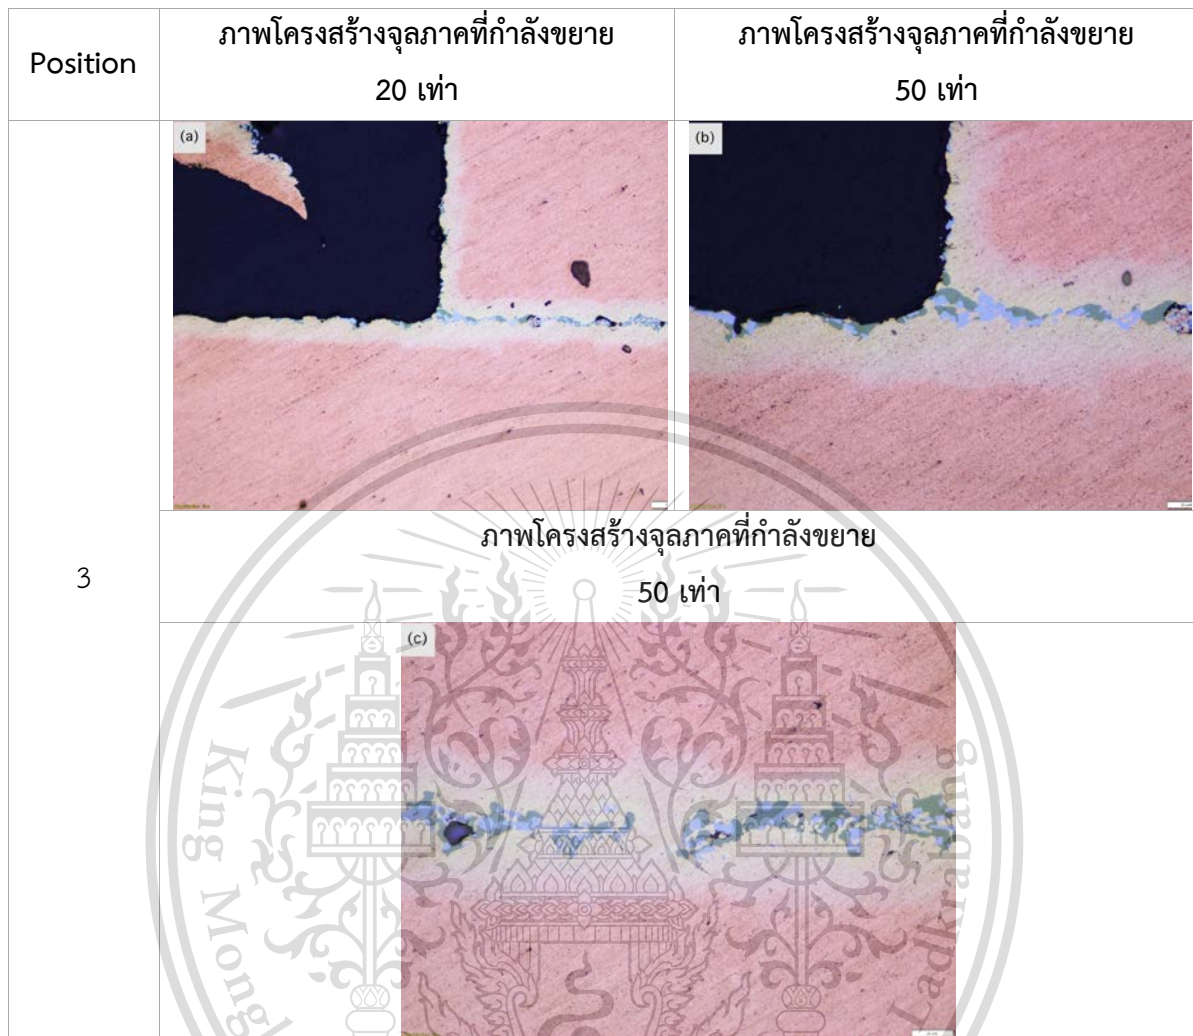 Position
ภาพโครงสร้างจุลภาคที่กำลังขยาย
20 เท่า
ภาพโครงสร้างจุลภาคที่กำลังขยาย
50 เท่า
(a)
(b)
3
ภาพโครงสร้างจุลภาคที่กำลังขยาย
50 เท่า
(c)
King
Ladkrabang